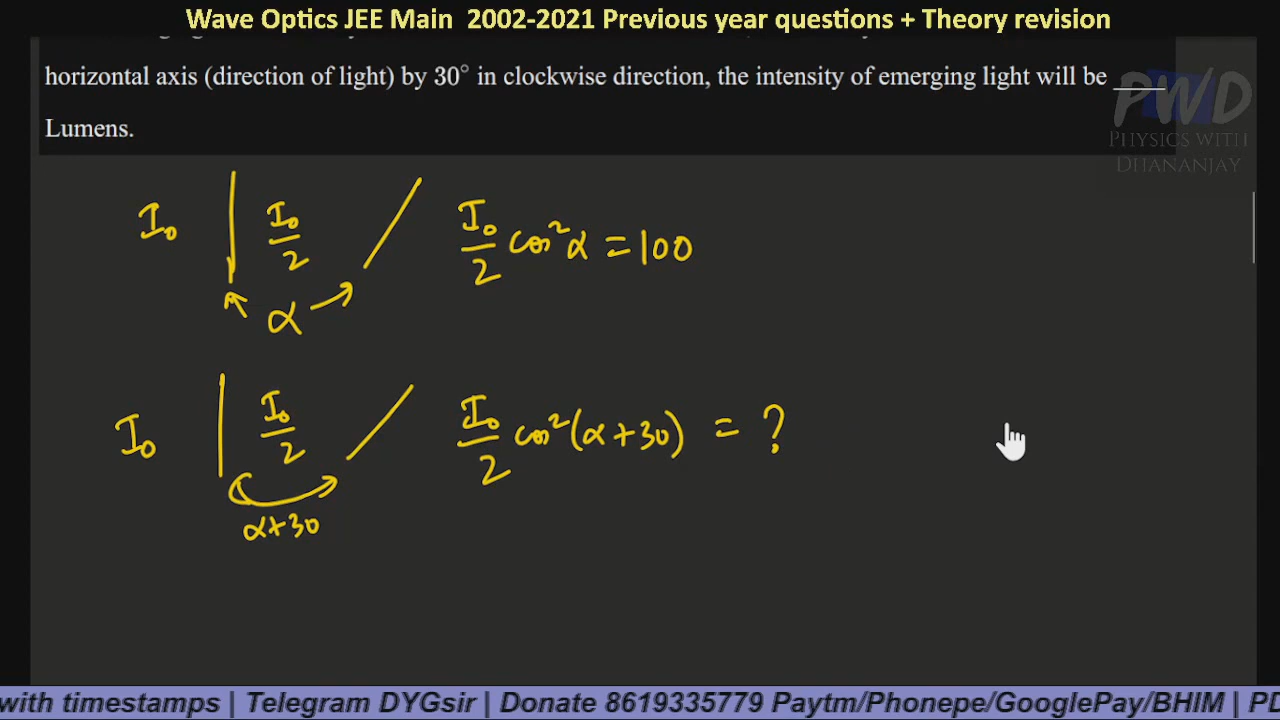 Wave Optics JEE Main 2002-2021 Previous year questions + Theory revision
horizontal axis (direction of light) by 30° in clockwise direction, the intensity of emerging light will be ____
Lumens.
PWD
PHYSICS WITH
DHANANJAY
I₀ | I₀/2 / I₀/2 cos²α = 100
α
I₀ | I₀/2 / I₀/2 cos²(α+30) = ?
α+30
with timestamps | Telegram DYGsir | Donate 8619335779 Paytm/Phonepe/GooglePay/BHIM | PD